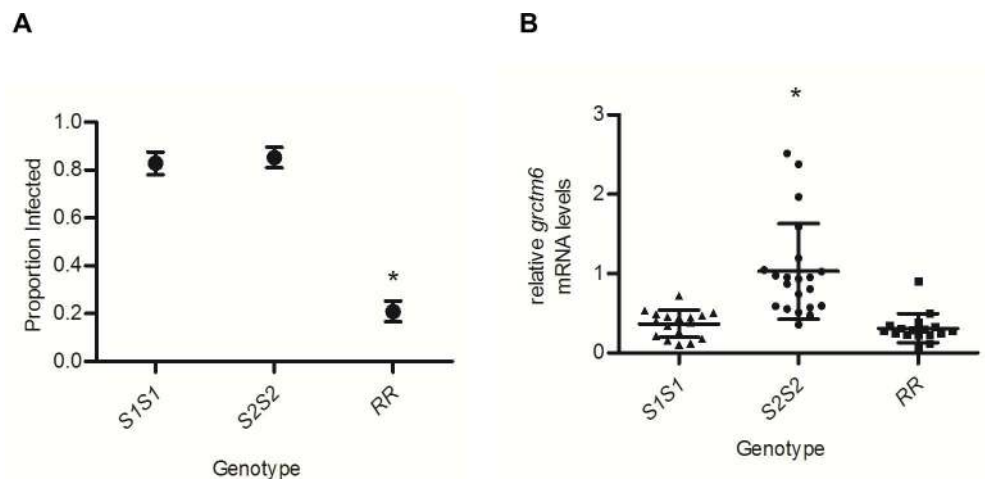 A
Proportion Infected
1.0
0.8
0.6
0.4
0.2
0.0
*
S1S1
S2S2
RR
Genotype
B
relative grctm6
mRNA levels
3
2
1
0
*
S1S1
S2S2
RR
Genotype